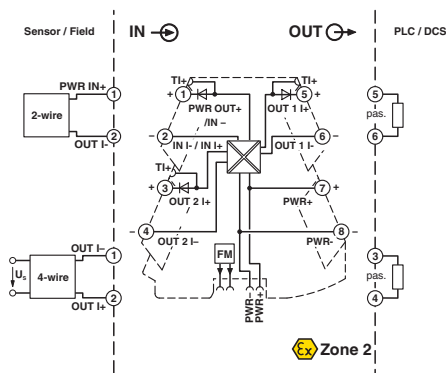 Sensor / Field
IN
OUT
PLC / DCS
PWR IN+
1
2-wire
2
OUT I-
TI+
+
1
PWR OUT+
/IN –
TI+
5
+
OUT 1 I+
–
2
IN I- / IN I+
OUT 1 I-
6
–
TI+
+
3
OUT 2 I+
PWR+
7
+
4
–
OUT 2 I–
PWR-
8
–
FM
PWR-
PWR+
5
pas.
6
OUT I–
1
Us
4-wire
2
OUT I+
3
pas.
4
Ex
Zone 2